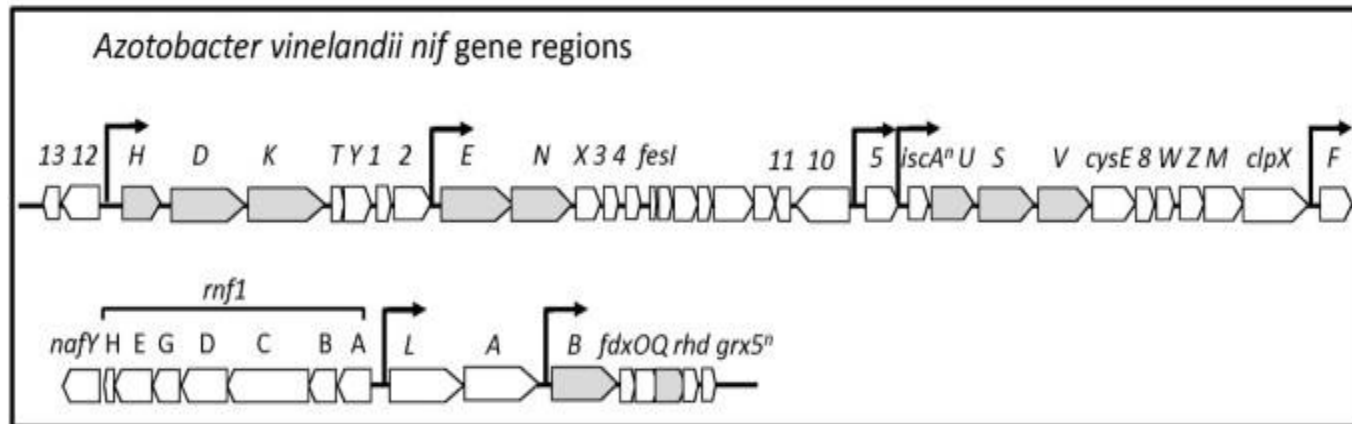 Azotobacter vinelandii nif gene regions
13 12 H D K T Y 1 2 E N X 3 4 fesI 11 10 5 iscAⁿ U S V cysE 8 W Z M clpX F
rnf1
nafY H E G D C B A L A B fdxOQ rhd grx5ⁿ